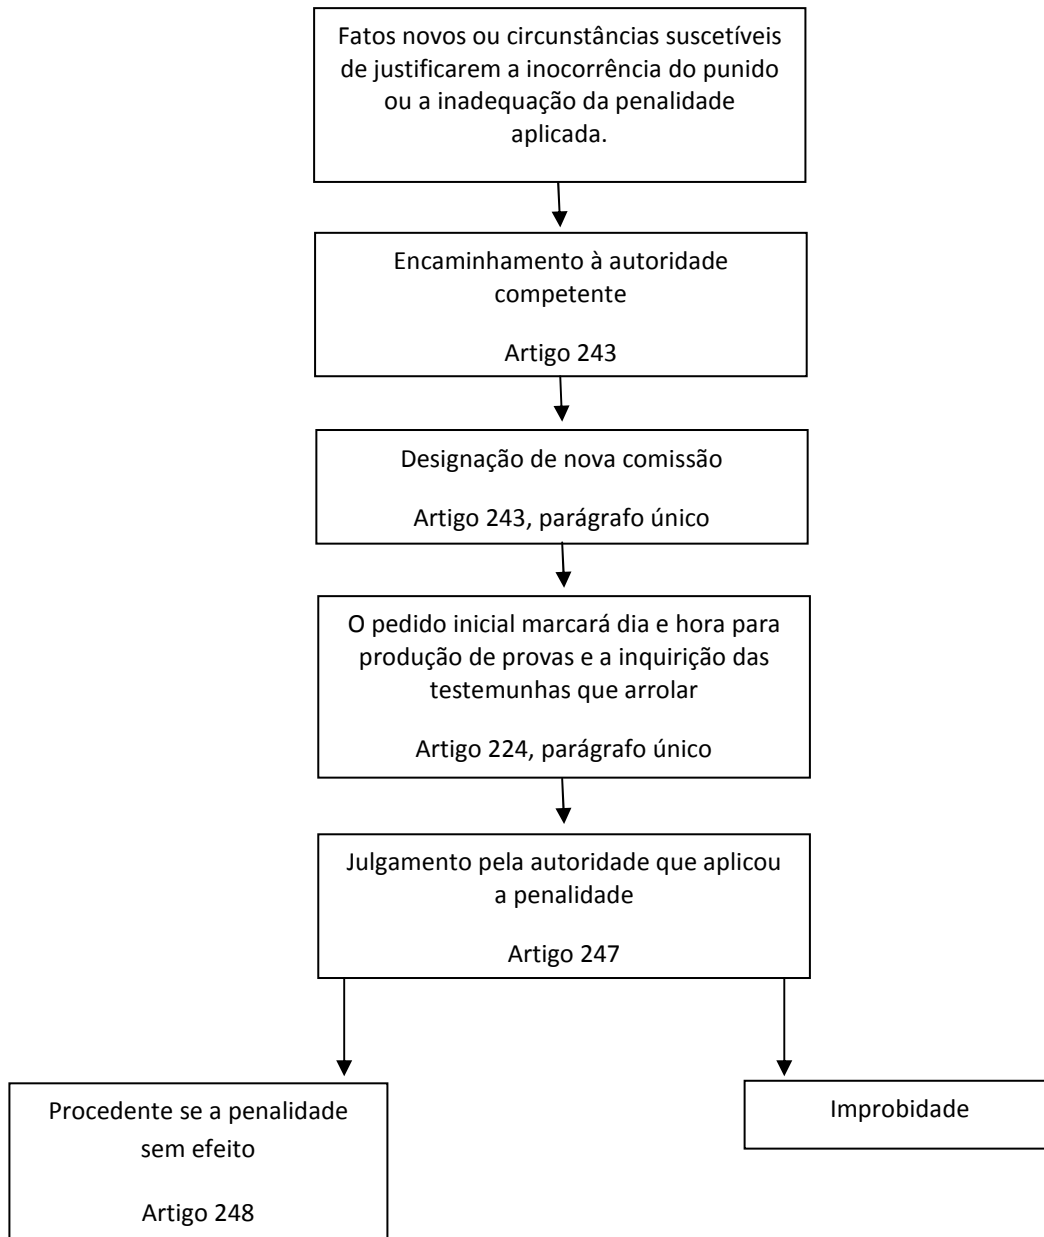 Fatos novos ou circunstâncias suscetíveis
de justificarem a inocorrência do punido
ou a inadequação da penalidade
aplicada.
Encaminhamento à autoridade
competente
Artigo 243
Designação de nova comissão
Artigo 243, parágrafo único
O pedido inicial marcará dia e hora para
produção de provas e a inquirição das
testemunhas que arrolar
Artigo 224, parágrafo único
Julgamento pela autoridade que aplicou
a penalidade
Artigo 247
Procedente se a penalidade
sem efeito
Artigo 248
Improbidade